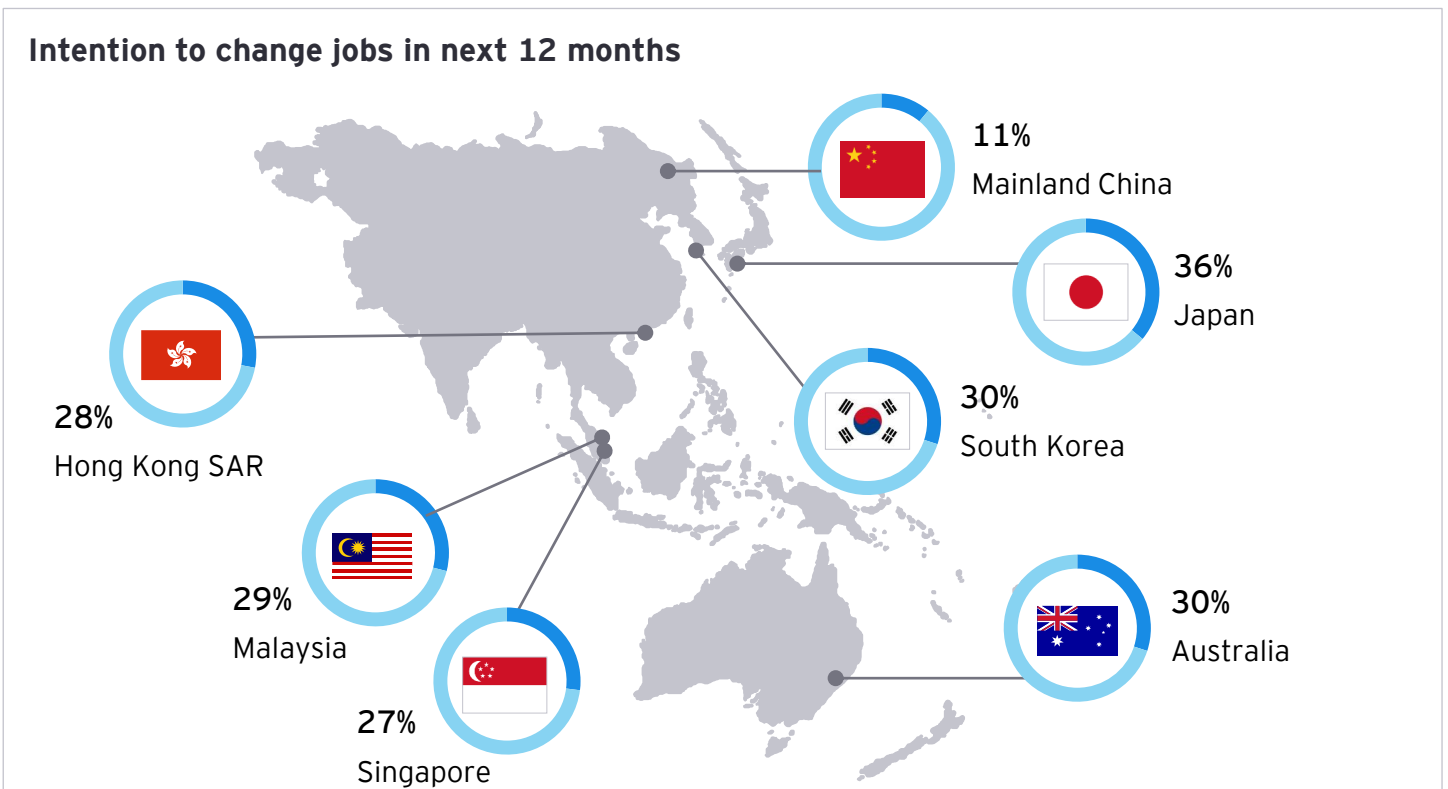 Intention to change jobs in next 12 months
11%
Mainland China
36%
Japan
28%
Hong Kong SAR
30%
South Korea
29%
Malaysia
30%
Australia
27%
Singapore